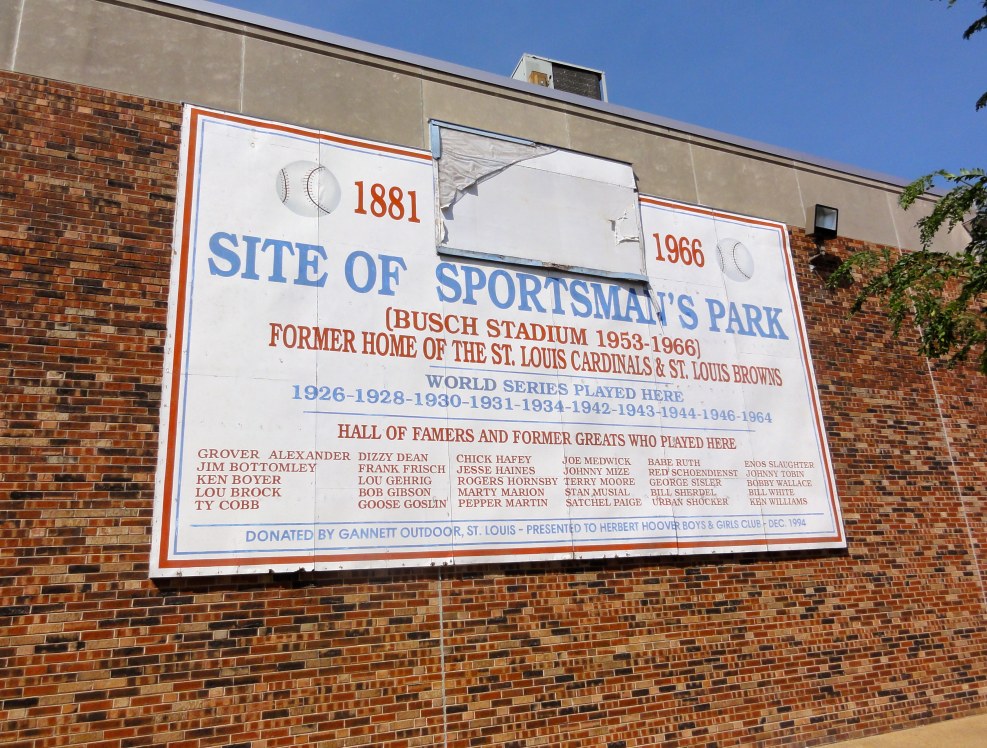 1881
1966
SITE OF SPORTSMAN'S PARK
(BUSCH STADIUM 1953-1966)
FORMER HOME OF THE ST. LOUIS CARDINALS & ST. LOUIS BROWNS
WORLD SERIES PLAYED HERE
1926-1928-1930-1931-1934-1942-1943-1944-1946-1964
HALL OF FAMERS AND FORMER GREATS WHO PLAYED HERE
GROVER ALEXANDER
JIM BOTTOMLEY
KEN BOYER
LOU BROCK
TY COBB
DIZZY DEAN
FRANK FRISCH
LOU GEHRIG
BOB GIBSON
GOOSE GOSLIN
CHICK HAFEY
JESSE HAINES
ROGERS HORNSBY
MARTY MARION
PEPPER MARTIN
JOE MEDWICK
JOHNNY MIZE
TERRY MOORE
STAN MUSIAL
SATCHEL PAIGE
BABE RUTH
RED SCHOENDIENST
GEORGE SISLER
BILL SHERDEL
URBAN SHOCKER
ENOS SLAUGHTER
JOHNNY TOBIN
BOBBY WALLACE
BILL WHITE
KEN WILLIAMS
DONATED BY GANNETT OUTDOOR, ST. LOUIS - PRESENTED TO HERBERT HOOVER BOYS & GIRLS CLUB - DEC. 1994